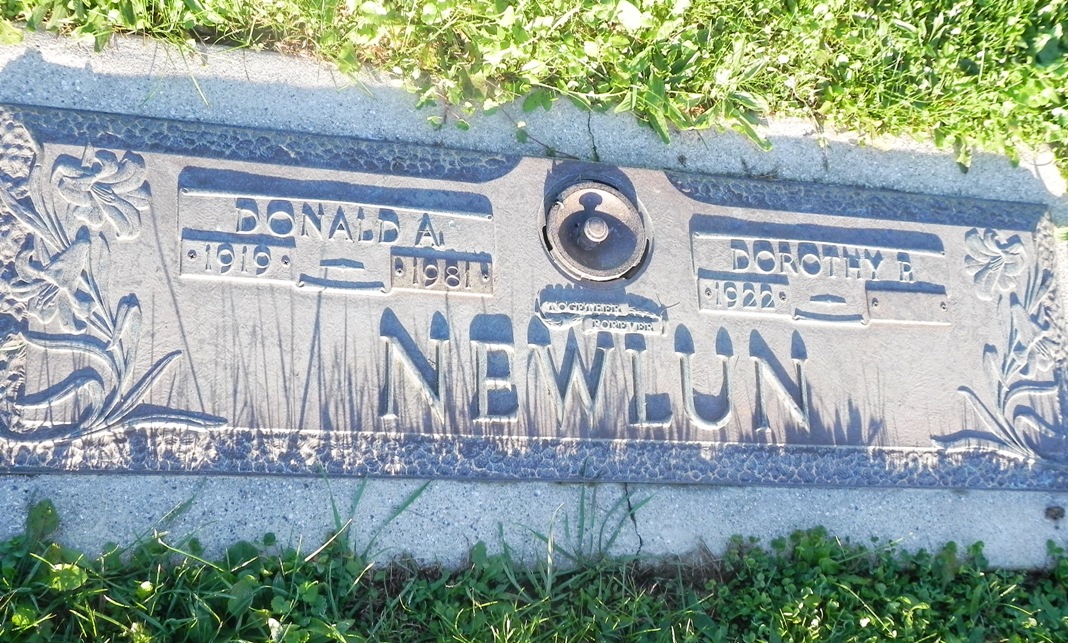 DONALD A.
1919 1981
DOROTHY B.
1922
TOGETHER
FOREVER
NEWLUN